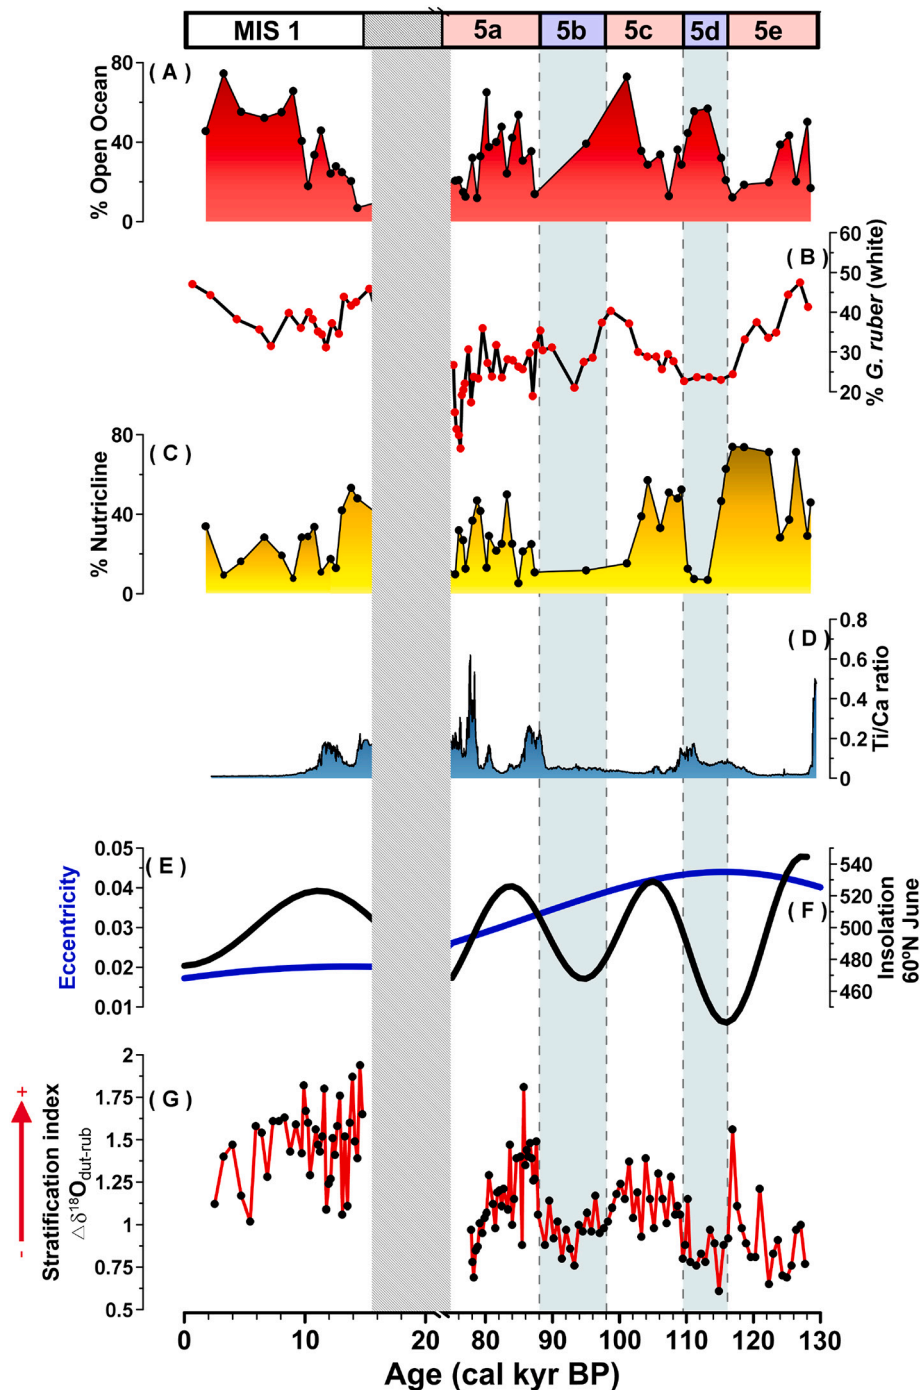 MIS 1 5a 5b 5c 5d 5e
( A )
% Open Ocean
80
40
0
( B )
% G. ruber (white)
60
50
40
30
20
( C )
% Nutricline
80
40
0
( D )
Ti/Ca ratio
0.8
0.6
0.4
0.2
0
( E )
Eccentricity
0.05
0.04
0.03
0.02
0.01
( F )
Insolation
60ºN June
540
520
500
480
460
( G )
- +
Stratification index
△δ¹⁸O dut-rub
2
1.75
1.5
1.25
1
0.75
0.5
0 10 20 80 90 100 110 120 130
Age (cal kyr BP)